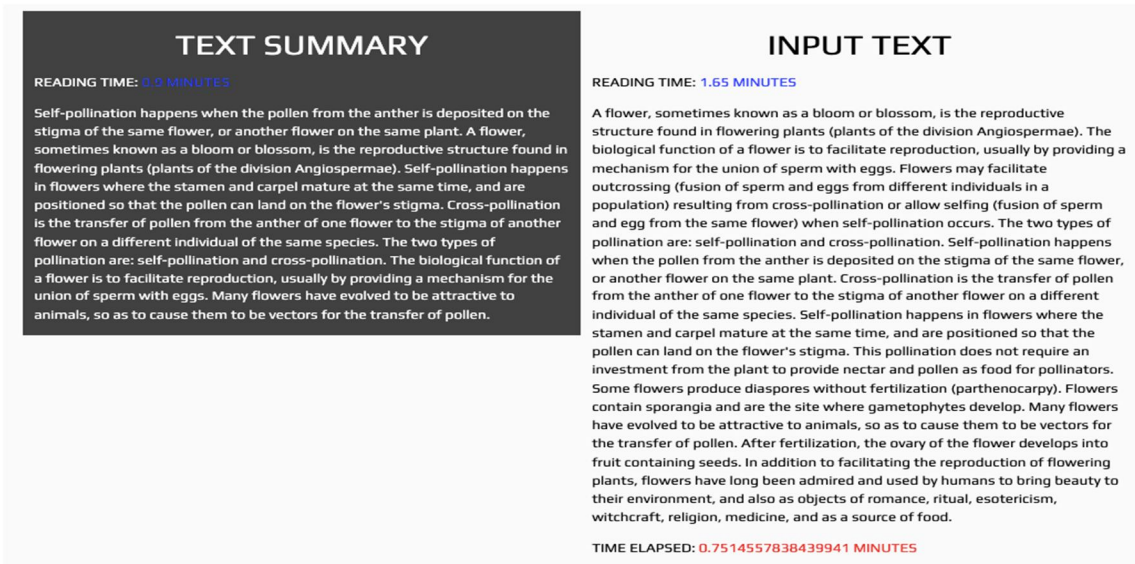 TEXT SUMMARY
READING TIME: 0.9 MINUTES
Self-pollination happens when the pollen from the anther is deposited on the
stigma of the same flower, or another flower on the same plant. A flower,
sometimes known as a bloom or blossom, is the reproductive structure found in
flowering plants (plants of the division Angiospermae). Self-pollination happens
in flowers where the stamen and carpel mature at the same time, and are
positioned so that the pollen can land on the flower's stigma. Cross-pollination
is the transfer of pollen from the anther of one flower to the stigma of another
flower on a different individual of the same species. The two types of
pollination are: self-pollination and cross-pollination. The biological function of
a flower is to facilitate reproduction, usually by providing a mechanism for the
union of sperm with eggs. Many flowers have evolved to be attractive to
animals, so as to cause them to be vectors for the transfer of pollen.
INPUT TEXT
READING TIME: 1.65 MINUTES
A flower, sometimes known as a bloom or blossom, is the reproductive
structure found in flowering plants (plants of the division Angiospermae). The
biological function of a flower is to facilitate reproduction, usually by providing a
mechanism for the union of sperm with eggs. Flowers may facilitate
outcrossing (fusion of sperm and eggs from different individuals in a
population) resulting from cross-pollination or allow selfing (fusion of sperm
and egg from the same flower) when self-pollination occurs. The two types of
pollination are: self-pollination and cross-pollination. Self-pollination happens
when the pollen from the anther is deposited on the stigma of the same flower,
or another flower on the same plant. Cross-pollination is the transfer of pollen
from the anther of one flower to the stigma of another flower on a different
individual of the same species. Self-pollination happens in flowers where the
stamen and carpel mature at the same time, and are positioned so that the
pollen can land on the flower's stigma. This pollination does not require an
investment from the plant to provide nectar and pollen as food for pollinators.
Some flowers produce diaspores without fertilization (parthenocarpy). Flowers
contain sporangia and are the site where gametophytes develop. Many flowers
have evolved to be attractive to animals, so as to cause them to be vectors for
the transfer of pollen. After fertilization, the ovary of the flower develops into
fruit containing seeds. In addition to facilitating the reproduction of flowering
plants, flowers have long been admired and used by humans to bring beauty to
their environment, and also as objects of romance, ritual, esotericism,
witchcraft, religion, medicine, and as a source of food.
TIME ELAPSED: 0.7514557838439941 MINUTES